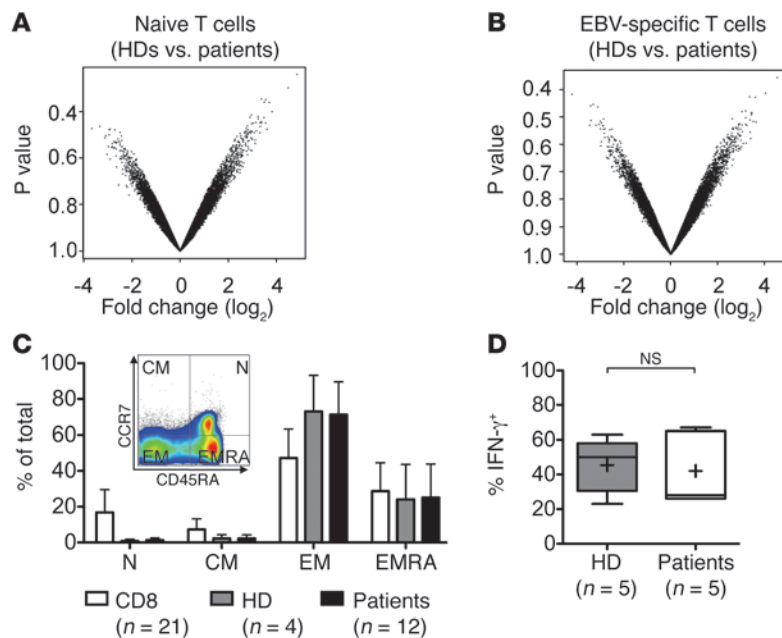 A
Naive T cells
(HDs vs. patients)
P value
0.4
0.6
0.8
1.0
-4 -2 0 2 4
Fold change (log2)
B
EBV-specific T cells
(HDs vs. patients)
P value
0.4
0.5
0.6
0.7
0.8
0.9
1.0
-4 -2 0 2 4
Fold change (log2)
C
% of total
100
80
60
40
20
0
CM N
EM EMRA
CCR7
CD45RA
N CM EM EMRA
CD8 HD Patients
(n = 21) (n = 4) (n = 12)
D
NS
% IFN-γ+
100
80
60
40
20
0
HD Patients
(n = 5) (n = 5)